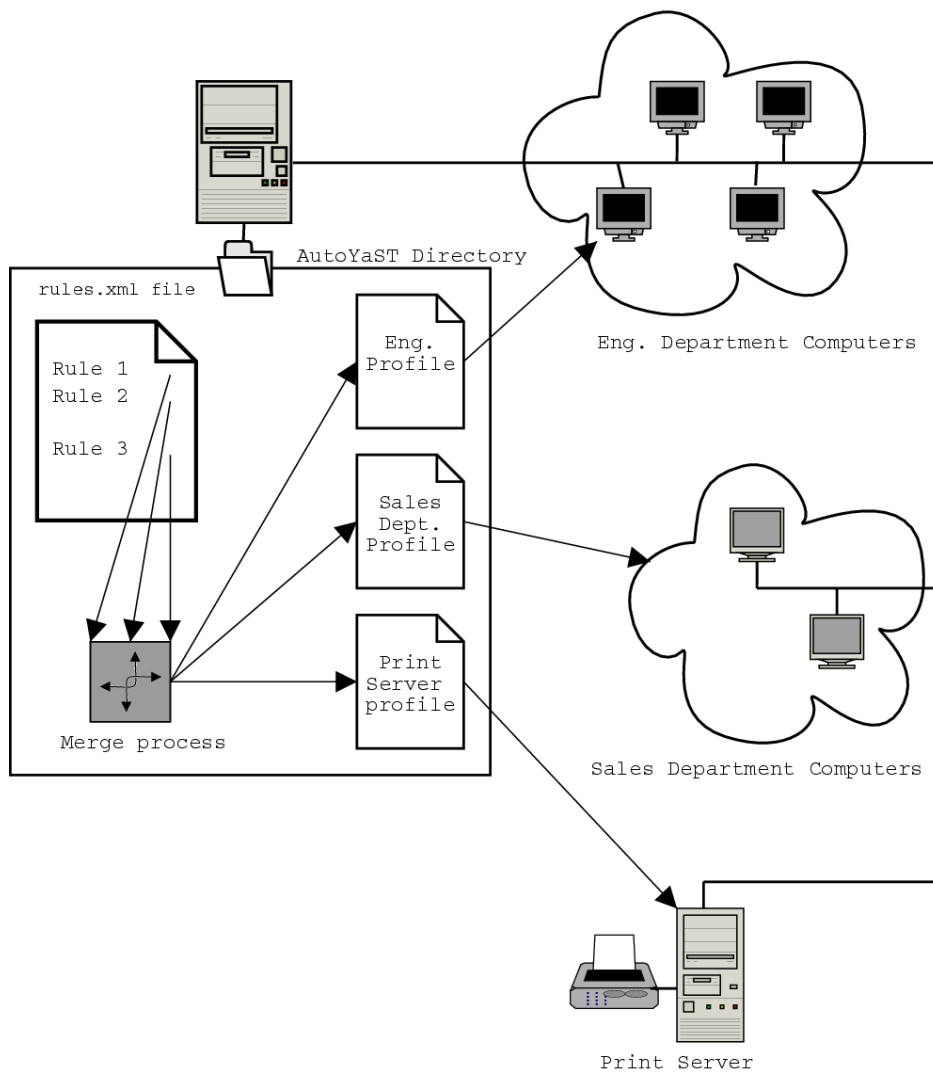 AutoYaST Directory
rules.xml file
Rule 1
Rule 2
Rule 3
Eng.
Profile
Sales
Dept.
Profile
Print
Server
profile
Merge process
Eng. Department Computers
Sales Department Computers
Print Server